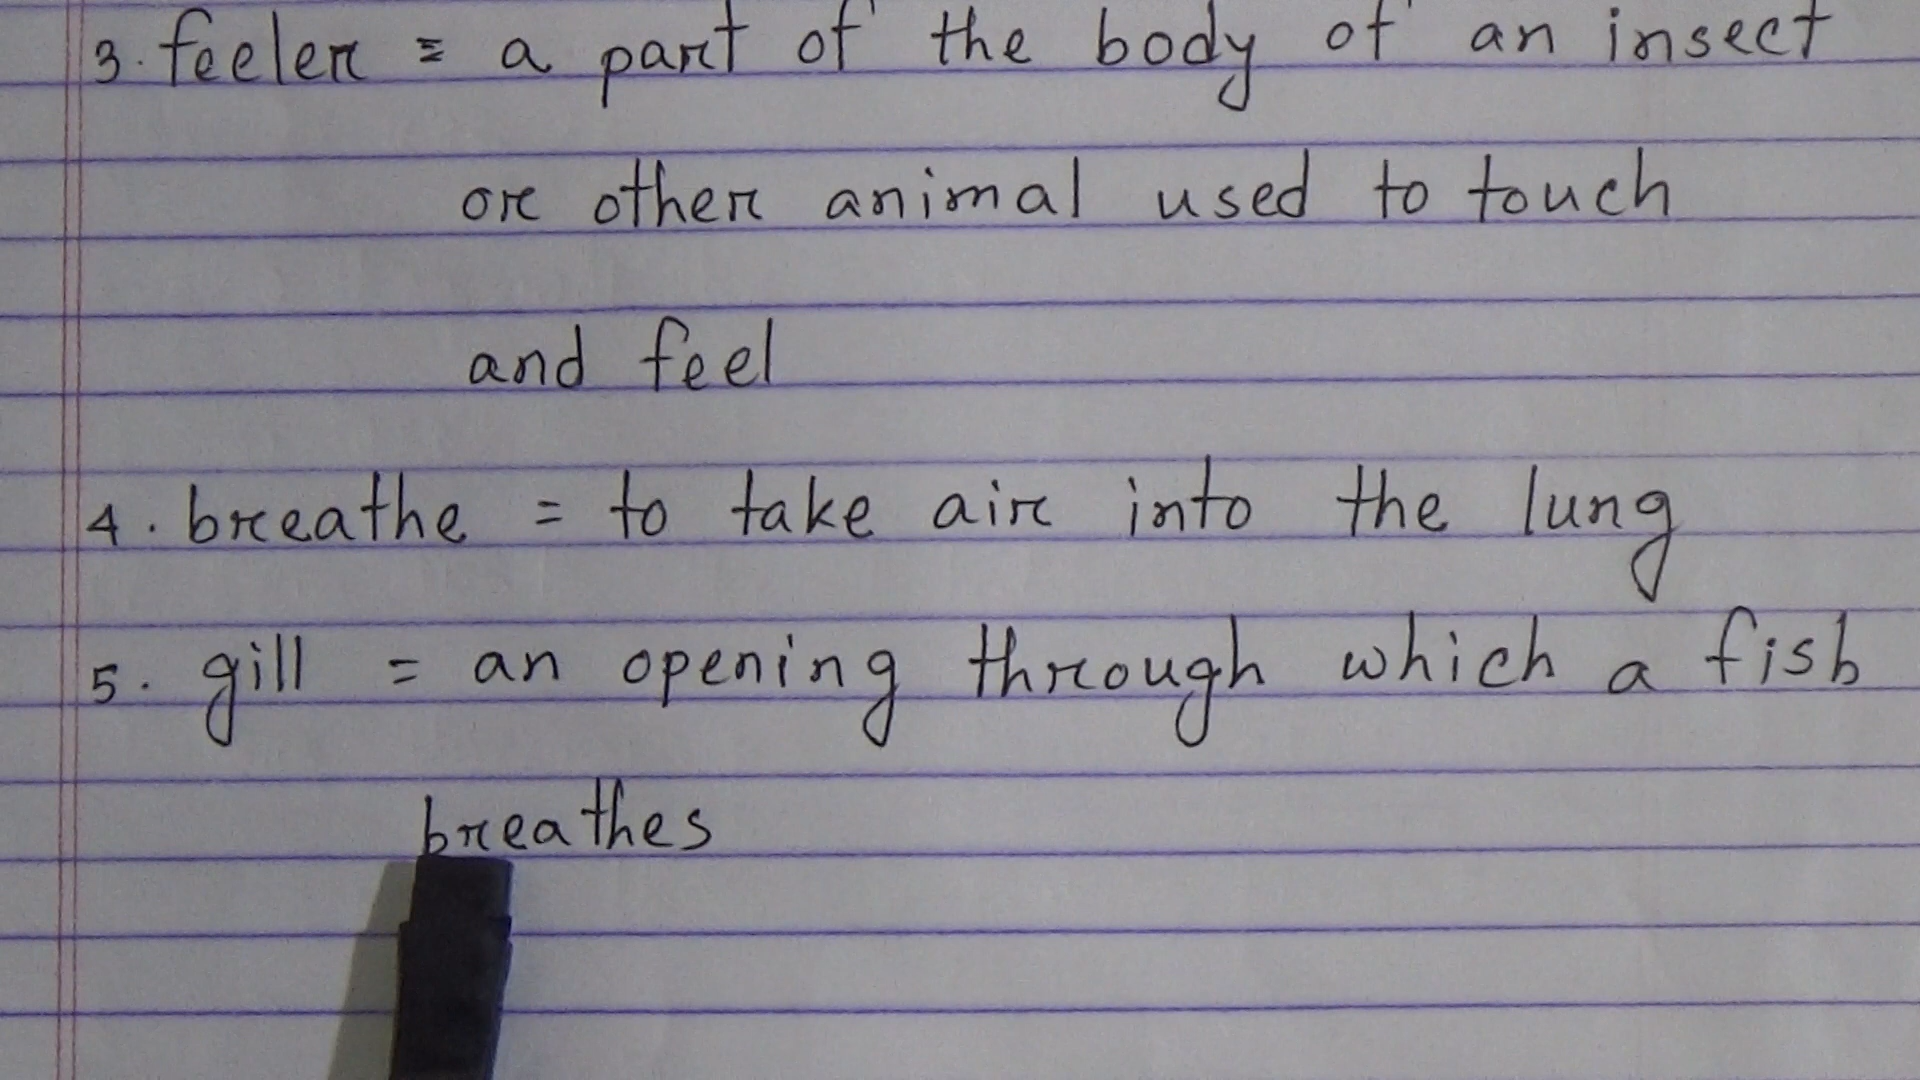 3. feeler = a part of the body of an insect
or other animal used to touch
and feel
4. breathe = to take air into the lung
5. gill = an opening through which a fish
breathes